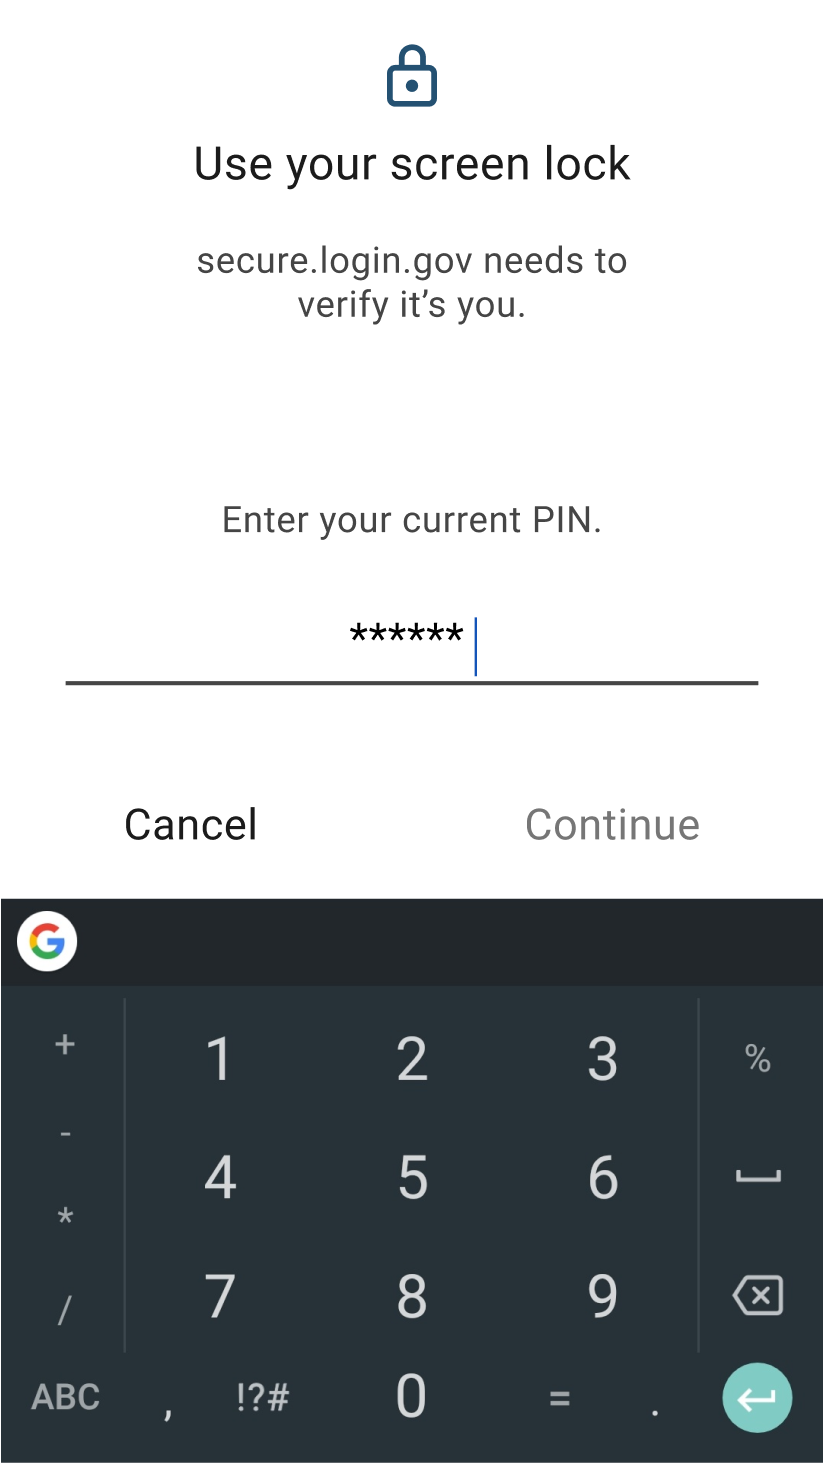 Use your screen lock
secure.login.gov needs to
verify it’s you.
Enter your current PIN.
******
Cancel Continue
G
+ 1 2 3 %
-
4 5 6
*
7 8 9
/
ABC , !?# 0 = .